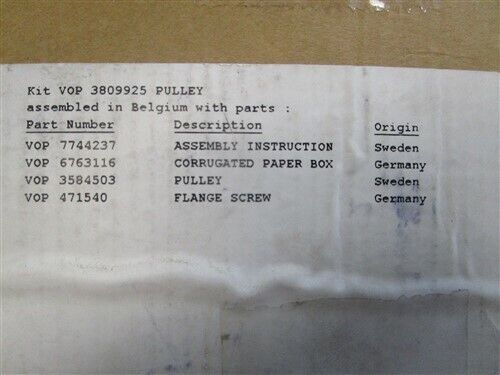 Kit VOP 3809925 PULLEY
assembled in Belgium with parts :
Part Number Description Origin
VOP 7744237 ASSEMBLY INSTRUCTION Sweden
VOP 6763116 CORRUGATED PAPER BOX Germany
VOP 3584503 PULLEY Sweden
VOP 471540 FLANGE SCREW Germany